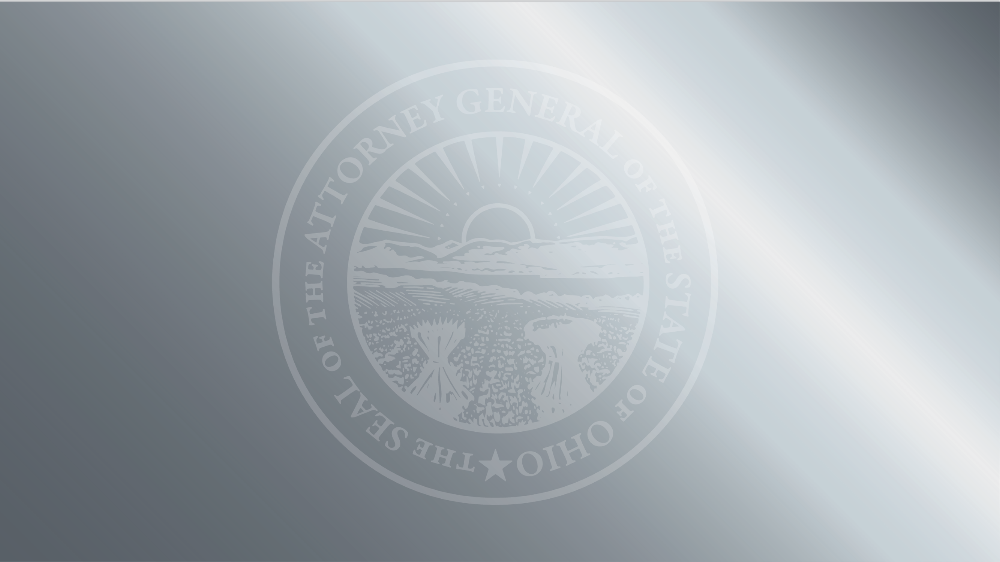 THE SEAL OF THE ATTORNEY GENERAL OF THE STATE OF OHIO